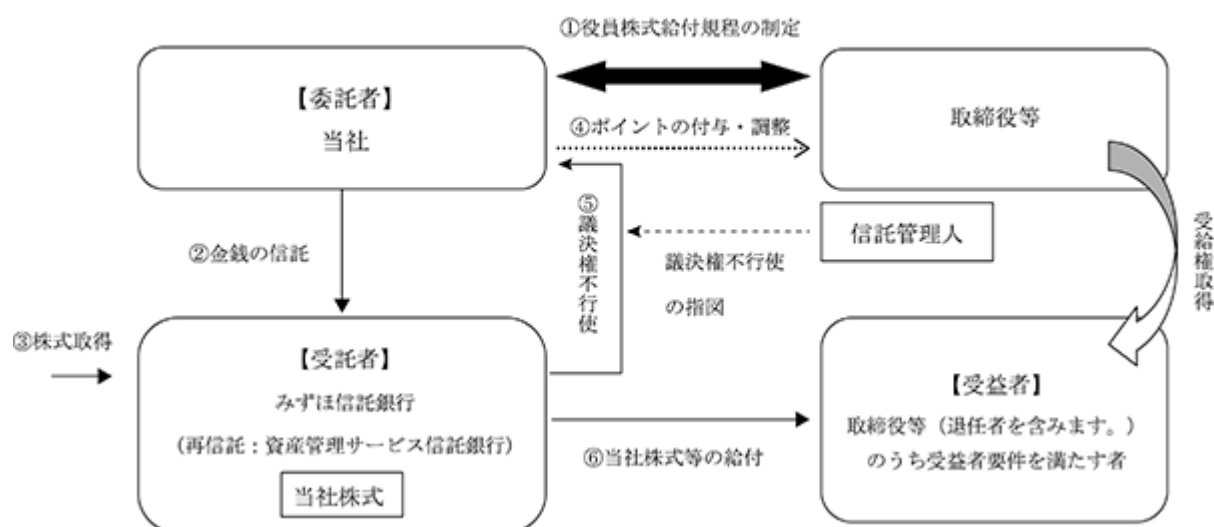 ①役員株式給付規程の制定
【委託者】
当社
取締役等
④ポイントの付与・調整
⑤議決権不行使
信託管理人
議決権不行使
の指図
受給権取得
②金銭の信託
③株式取得
【受託者】
みずほ信託銀行
(再信託:資産管理サービス信託銀行)
当社株式
⑥当社株式等の給付
【受益者】
取締役等(退任者を含みます。)
のうち受益者要件を満たす者